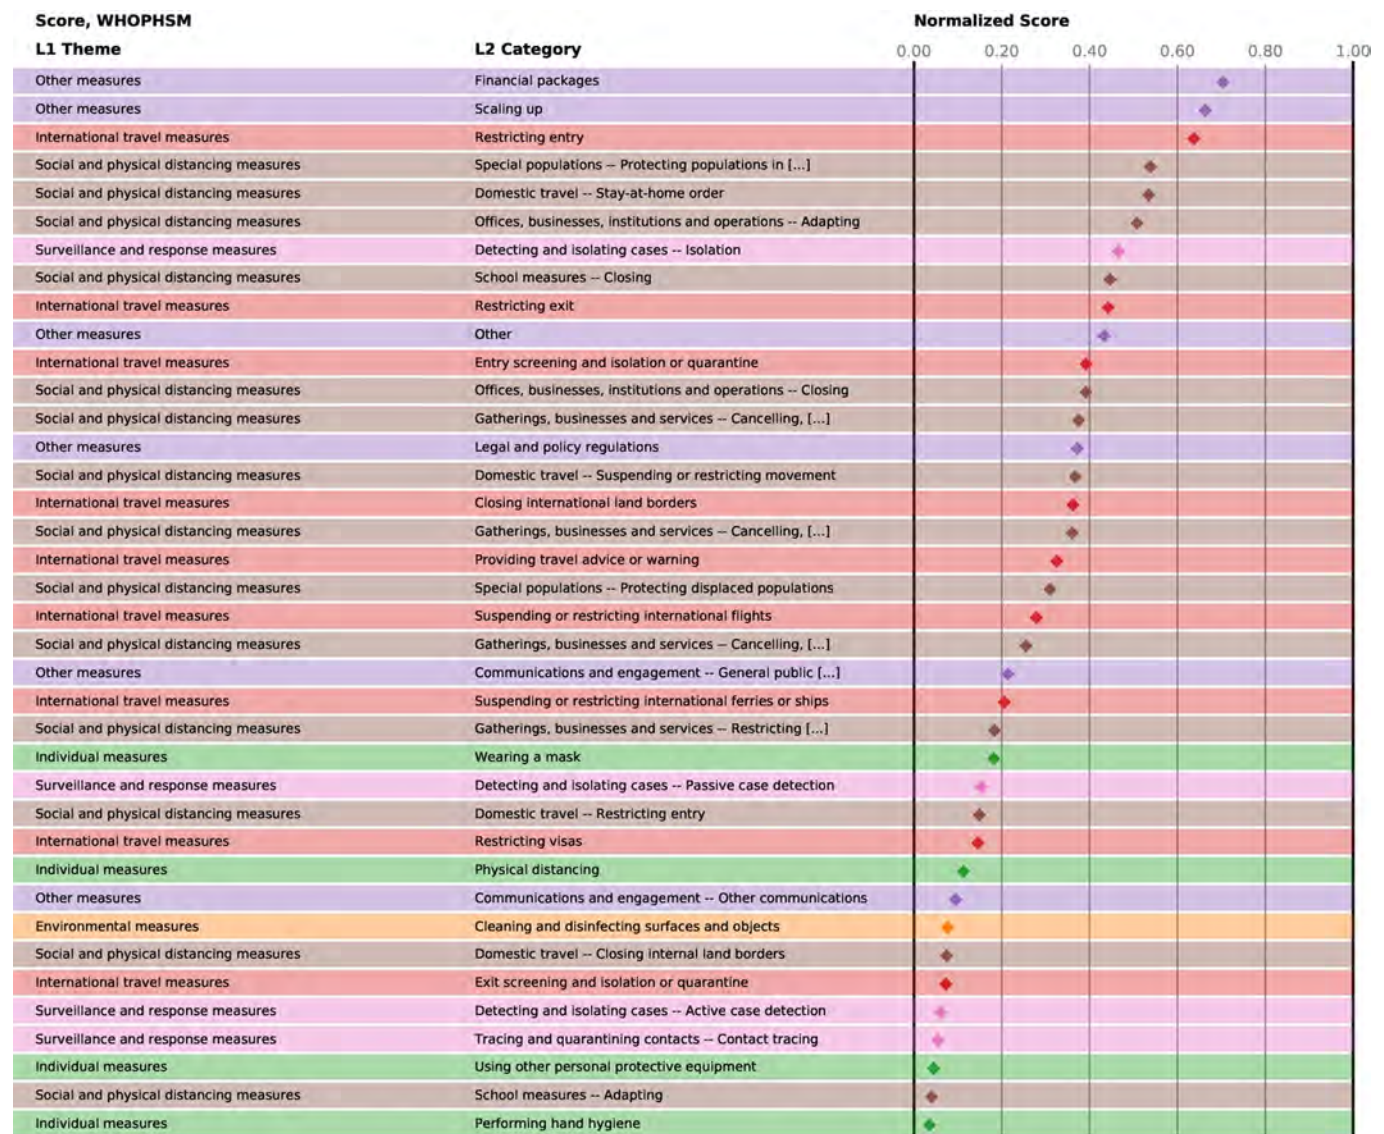 Score, WHOPHSM Normalized Score
L1 Theme L2 Category 0.00 0.20 0.40 0.60 0.80 1.00
Other measures Financial packages
Other measures Scaling up
International travel measures Restricting entry
Social and physical distancing measures Special populations -- Protecting populations in [...]
Social and physical distancing measures Domestic travel -- Stay-at-home order
Social and physical distancing measures Offices, businesses, institutions and operations -- Adapting
Surveillance and response measures Detecting and isolating cases -- Isolation
Social and physical distancing measures School measures -- Closing
International travel measures Restricting exit
Other measures Other
International travel measures Entry screening and isolation or quarantine
Social and physical distancing measures Offices, businesses, institutions and operations -- Closing
Social and physical distancing measures Gatherings, businesses and services -- Cancelling, [...]
Other measures Legal and policy regulations
Social and physical distancing measures Domestic travel -- Suspending or restricting movement
International travel measures Closing international land borders
Social and physical distancing measures Gatherings, businesses and services -- Cancelling, [...]
International travel measures Providing travel advice or warning
Social and physical distancing measures Special populations -- Protecting displaced populations
International travel measures Suspending or restricting international flights
Social and physical distancing measures Gatherings, businesses and services -- Cancelling, [...]
Other measures Communications and engagement -- General public [...]
International travel measures Suspending or restricting international ferries or ships
Social and physical distancing measures Gatherings, businesses and services -- Restricting [...]
Individual measures Wearing a mask
Surveillance and response measures Detecting and isolating cases -- Passive case detection
Social and physical distancing measures Domestic travel -- Restricting entry
International travel measures Restricting visas
Individual measures Physical distancing
Other measures Communications and engagement -- Other communications
Environmental measures Cleaning and disinfecting surfaces and objects
Social and physical distancing measures Domestic travel -- Closing internal land borders
International travel measures Exit screening and isolation or quarantine
Surveillance and response measures Detecting and isolating cases -- Active case detection
Surveillance and response measures Tracing and quarantining contacts -- Contact tracing
Individual measures Using other personal protective equipment
Social and physical distancing measures School measures -- Adapting
Individual measures Performing hand hygiene